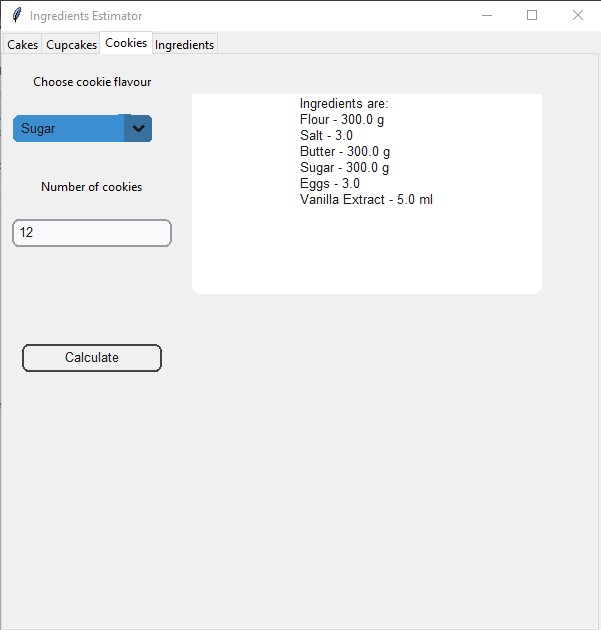 Ingredients Estimator
Cakes Cupcakes Cookies Ingredients
Choose cookie flavour
Sugar
Number of cookies
12
Calculate
Ingredients are:
Flour - 300.0 g
Salt - 3.0
Butter - 300.0 g
Sugar - 300.0 g
Eggs - 3.0
Vanilla Extract - 5.0 ml